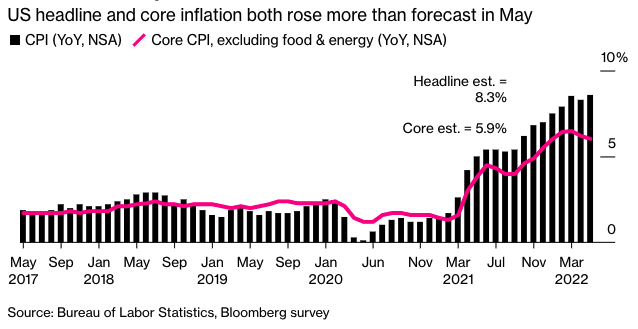 US headline and core inflation both rose more than forecast in May
CPI (YoY, NSA) Core CPI, excluding food & energy (YoY, NSA)
10%
Headline est. =
8.3%
Core est. = 5.9%
5
0
May Sep Jan May Sep Jan May Sep Jan Jun Nov Mar Jul Nov Mar
2017 2018 2019 2020 2021 2022
Source: Bureau of Labor Statistics, Bloomberg survey